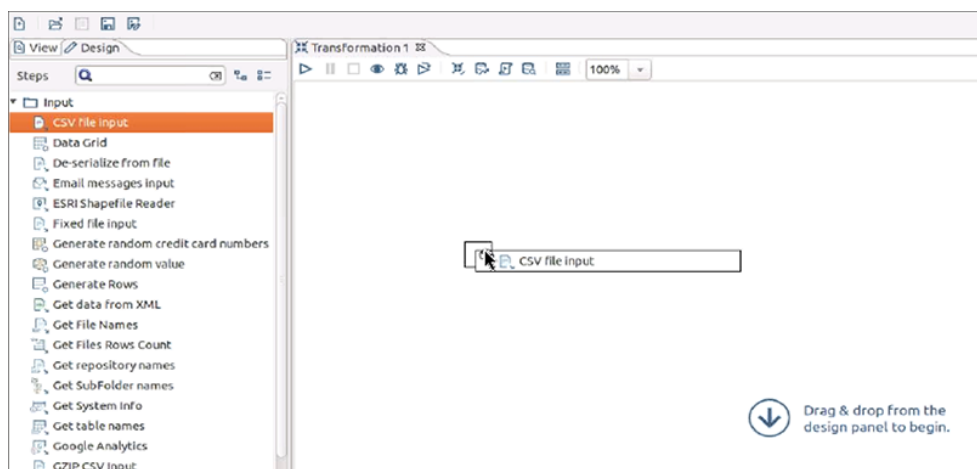 View
Design
Transformation 1
Steps
100%
Input
CSV file input
Data Grid
De-serialize from file
Email messages input
ESRI Shapefile Reader
Fixed file input
Generate random credit card numbers
Generate random value
Generate Rows
Get data from XML
Get File Names
Get Files Rows Count
Get repository names
Get SubFolder names
Get System Info
Get table names
Google Analytics
GZIP CSV Input
CSV file input
Drag & drop from the
design panel to begin.